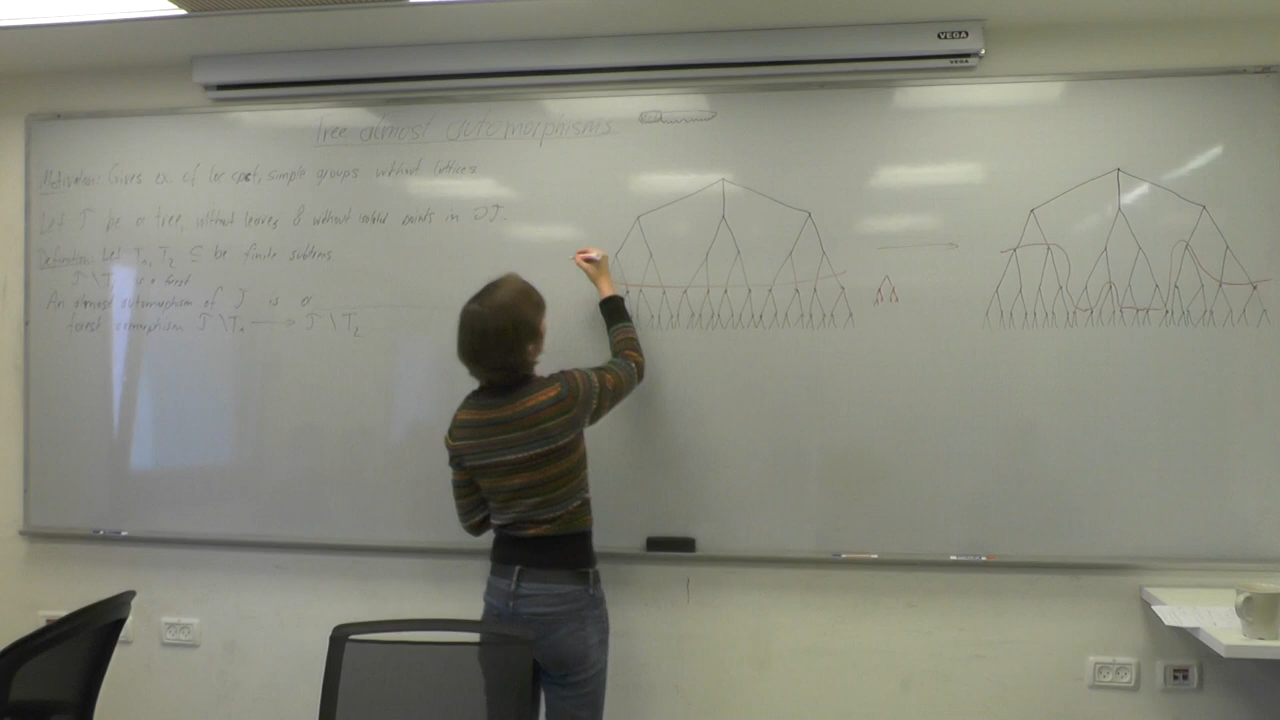 VEGA
VEGA
Tree almost automorphisms
Motivation: Gives ex. of loc cpct, simple groups without lattices
Let T be a tree, without leaves & without isolated points in ∂T.
Definition: Let T₁, T₂ ⊆ be finite subtrees
T \ T₁ is a forest
An almost automorphism of T is a
forest isomorphism T \ T₁ → T \ T₂